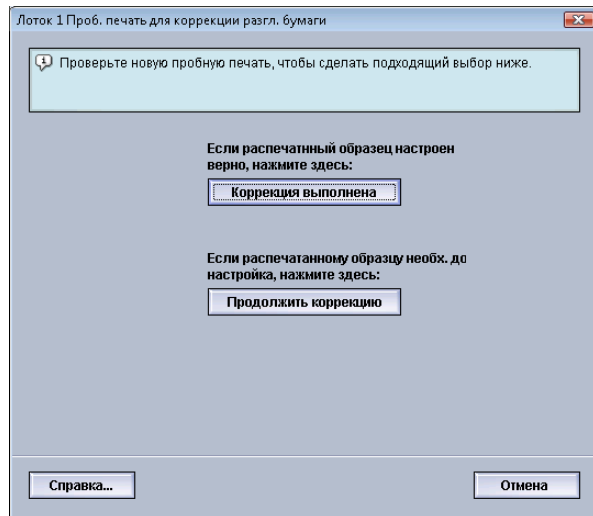 Лоток 1 Проб. печать для коррекции разгл. бумаги
Проверьте новую пробную печать, чтобы сделать подходящий выбор ниже.
Если распечатнный образец настроен
верно, нажмите здесь:
Коррекция выполнена
Если распечатанному образцу необх. до
настройка, нажмите здесь:
Продолжить коррекцию
Справка...
Отмена